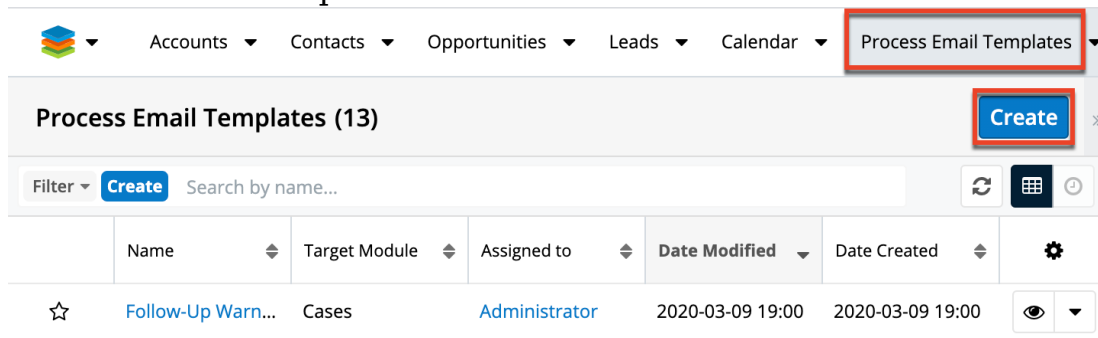 Accounts Contacts Opportunities Leads Calendar Process Email Templates
Process Email Templates (13) Create
Filter Create Search by name...
Name Target Module Assigned to Date Modified Date Created
Follow-Up Warn... Cases Administrator 2020-03-09 19:00 2020-03-09 19:00